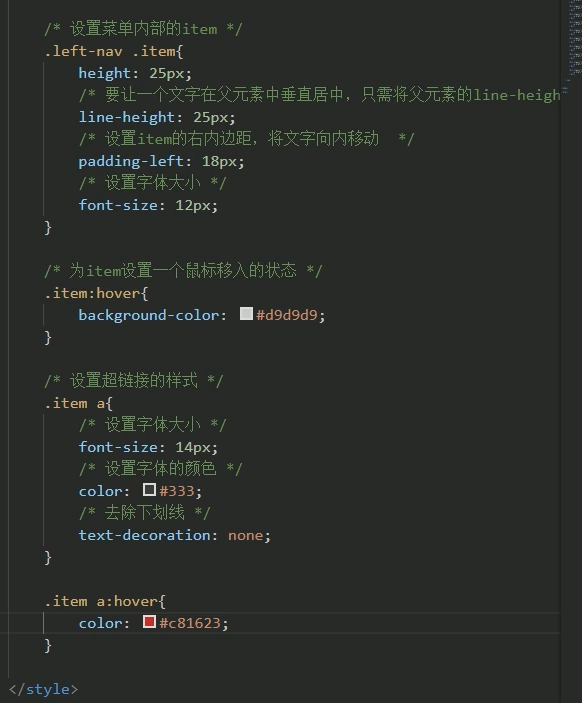 /* 设置菜单内部的item */
.left-nav .item{
height: 25px;
/* 要让一个文字在父元素中垂直居中，只需将父元素的line-heigh
line-height: 25px;
/* 设置item的右内边距，将文字向内移动  */
padding-left: 18px;
/* 设置字体大小 */
font-size: 12px;
}
/* 为item设置一个鼠标移入的状态 */
.item:hover{
background-color: #d9d9d9;
}
/* 设置超链接的样式 */
.item a{
/* 设置字体大小 */
font-size: 14px;
/* 设置字体的颜色 */
color: #333;
/* 去除下划线 */
text-decoration: none;
}
.item a:hover{
color: #c81623;
}
</style>